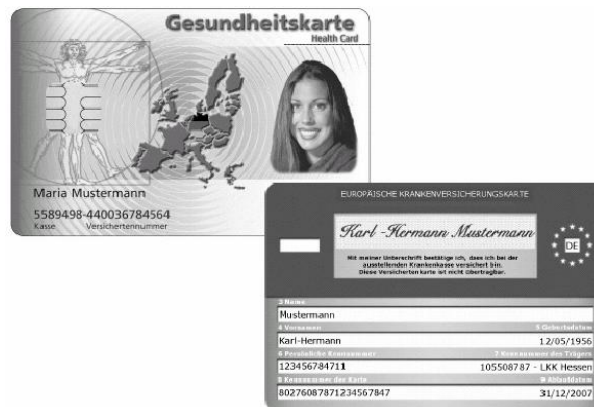 Gesundheitskarte
Health Card
Maria Mustermann
5589498-440036784564
Kasse Versichertennummer
EUROPÄISCHE KRANKENVERSICHERUNGSKARTE
Karl-Hermann Mustermann
Mit meiner Unterschrift bestätige ich, dass ich bei der
ausstellenden Krankenkasse versichert bin.
Diese Versichertenkarte ist nicht übertragbar.
DE
3 Name
Mustermann
4 Vornamen 5 Geburtsdatum
Karl-Hermann 12/05/1956
6 Persönliche Kennnummer 7 Kennnummer des Trägers
123456784711 105508787 - LKK Hessen
8 Kennnummer der Karte 9 Ablaufdatum
80276087871234567847 31/12/2007